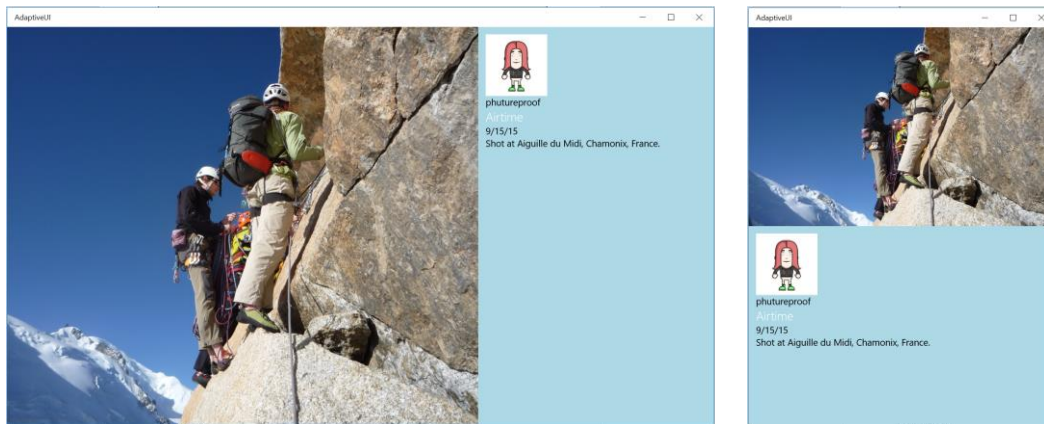 AdaptiveUI
phutureproof
Airtime
9/15/15
Shot at Aiguille du Midi, Chamonix, France.
AdaptiveUI
phutureproof
Airtime
9/15/15
Shot at Aiguille du Midi, Chamonix, France.